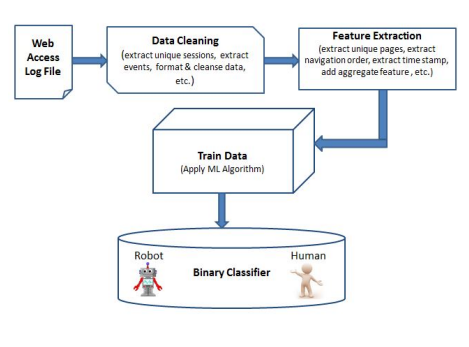 Web
Access
Log File
Data Cleaning
(extract unique sessions, extract
events, format & cleanse data,
etc.)
Feature Extraction
(extract unique pages, extract
navigation order, extract time stamp,
add aggregate feature , etc.)
Train Data
(Apply ML Algorithm)
Robot
Human
Binary Classifier